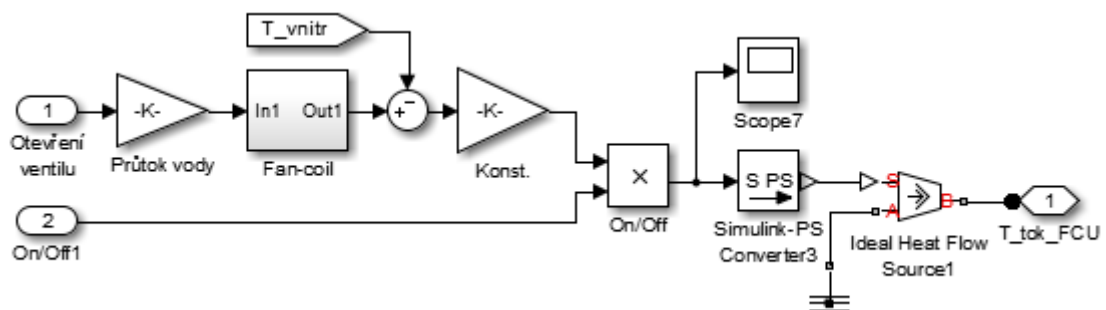 T_vnitr
1
-K-
In1
Out1
+
−
-K-
Otevření
ventilu
Průtok vody
Fan-coil
Konst.
Scope7
×
S PS
S
A
B
1
2
On/Off1
On/Off
Simulink-PS
Converter3
Ideal Heat Flow
Source1
T_tok_FCU